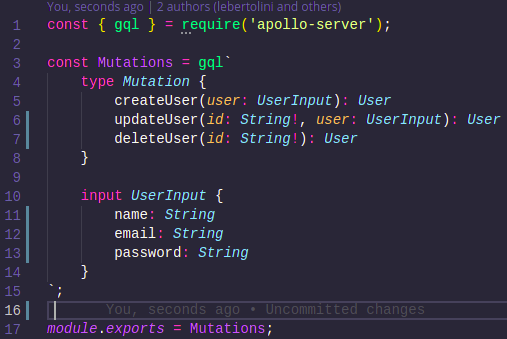 You, seconds ago | 2 authors (lebertolini and others)
1 const { gql } = require('apollo-server');
2
3 const Mutations = gql`
4 type Mutation {
5 createUser(user: UserInput): User
6 updateUser(id: String!, user: UserInput): User
7 deleteUser(id: String!): User
8 }
9
10 input UserInput {
11 name: String
12 email: String
13 password: String
14 }
15 `;
16 You, seconds ago • Uncommitted changes
17 module.exports = Mutations;